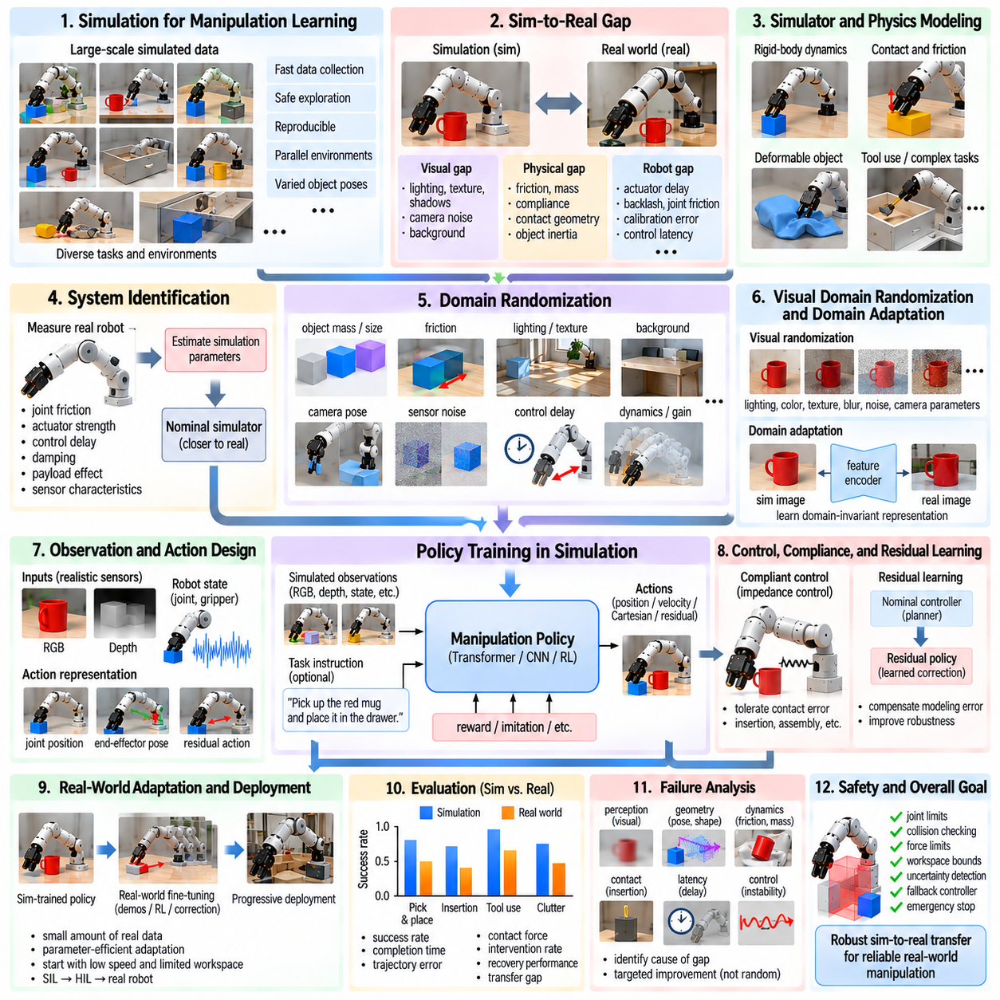 1. Simulation for Manipulation Learning
Large-scale simulated data
Fast data collection
Safe exploration
Reproducible
Parallel environments
Varied object poses
•••
•••
Diverse tasks and environments
2. Sim-to-Real Gap
Simulation (sim)
Real world (real)
Visual gap
• lighting, texture,
shadows
• camera noise
• background
Physical gap
• friction, mass
• compliance
• contact geometry
• object inertia
Robot gap
• actuator delay
• backlash, joint friction
• calibration error
• control latency
•••
3. Simulator and Physics Modeling
Rigid-body dynamics
Contact and friction
Deformable object
Tool use / complex tasks
•••
4. System Identification
Measure real robot
Estimate simulation
parameters
Nominal simulator
(closer to real)
• joint friction
• actuator strength
• control delay
• damping
• payload effect
• sensor characteristics
5. Domain Randomization
object mass / size
friction
lighting / texture
background
•••
camera pose
sensor noise
control delay
dynamics / gain
6. Visual Domain Randomization
and Domain Adaptation
Visual randomization
•••
lighting, color, texture, blur, noise, camera parameters
Domain adaptation
feature
encoder
sim image
real image
learn domain-invariant representation
7. Observation and Action Design
Inputs (realistic sensors)
Robot state
(joint, gripper)
RGB
Depth
Action representation
joint position
end-effector pose
residual action
Policy Training in Simulation
Simulated observations
(RGB, depth, state, etc.)
Task instruction
(optional)
"Pick up the red mug
and place it in the drawer."
Manipulation Policy
(Transformer / CNN / RL)
reward / imitation / etc.
Actions
(position / velocity /
Cartesian / residual)
8. Control, Compliance, and Residual Learning
Compliant control
(impedance control)
• tolerate contact error
• insertion, assembly, etc.
Residual learning
Nominal controller
(planner)
Residual policy
(learned correction)
• compensate modeling error
• improve robustness
9. Real-World Adaptation and Deployment
Sim-trained policy
Real-world fine-tuning
(demos / RL / correction)
Progressive deployment
• small amount of real data
• parameter-efficient adaptation
• start with low speed and limited workspace
• SIL → HIL → real robot
10. Evaluation (Sim vs. Real)
Simulation
Real world
Success rate
1.0
0.5
0.0
Pick
& place
Insertion
Tool use
Clutter
• success rate
• completion time
• trajectory error
• contact force
• intervention rate
• recovery performance
• transfer gap
11. Failure Analysis
perception
(visual)
geometry
(pose, shape)
dynamics
(friction, mass)
contact
(insertion)
latency
(delay)
control
(instability)
• identify cause of gap
• targeted improvement (not random)
12. Safety and Overall Goal
✓ joint limits
✓ collision checking
✓ force limits
✓ workspace bounds
✓ uncertainty detection
✓ fallback controller
✓ emergency stop
Robust sim-to-real transfer
for reliable real-world
manipulation